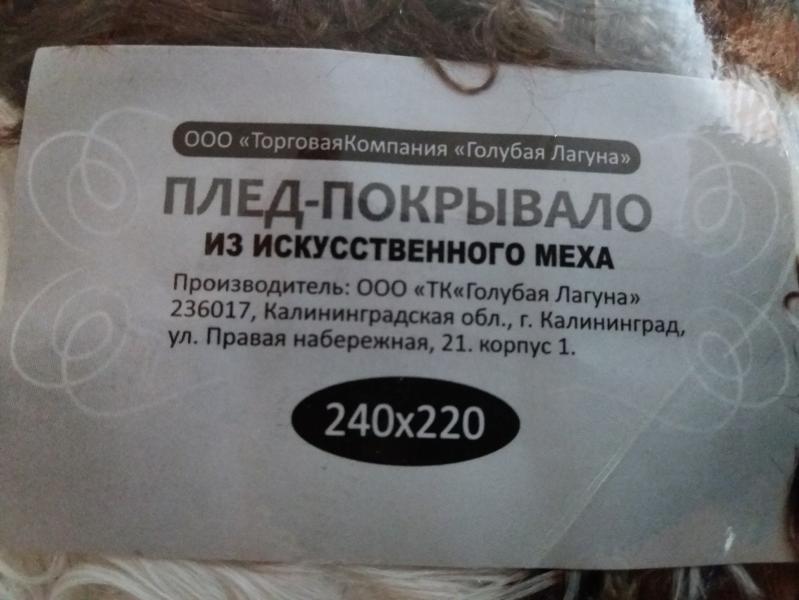 ООО «ТорговаяКомпания «Голубая Лагуна»
ПЛЕД-ПОКРЫВАЛО
ИЗ ИСКУССТВЕННОГО МЕХА
Производитель: ООО «ТК«Голубая Лагуна»
236017, Калининградская обл., г. Калининград,
ул. Правая набережная, 21. корпус 1.
240х220